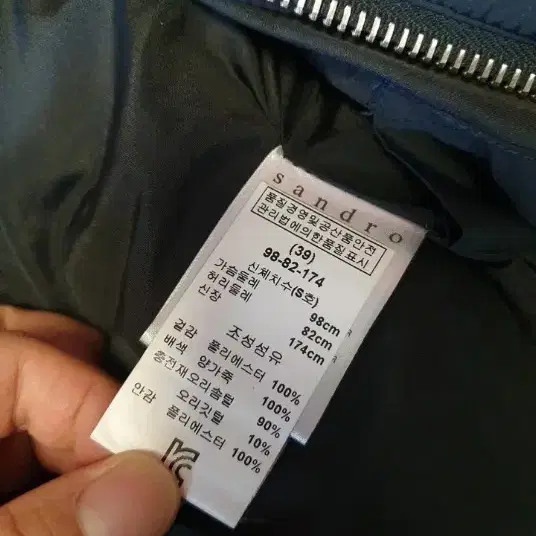 sandro
품질경영및공산품안전
관리법에의한품질표시
(39)
98-82-174
신체치수(S호)
가슴둘레 98cm
허리둘레 82cm
신장 174cm
조성섬유
겉감 폴리에스터 100%
배색 양가죽 100%
충전재오리솜털 90%
오리깃털 10%
안감 폴리에스터 100%